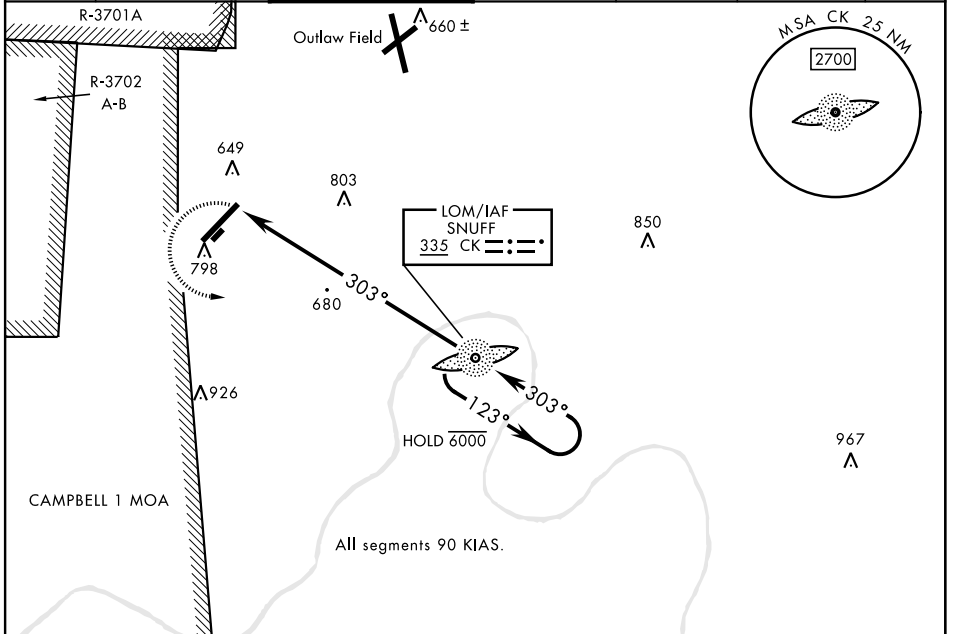 R-3701A
Outlaw Field
660 ±
MSA CK 25 NM
2700
R-3702
A-B
649
803
LOM/IAF
SNUFF
335 CK
850
798
303°
680
926
123°
303°
HOLD 6000
967
CAMPBELL 1 MOA
All segments 90 KIAS.